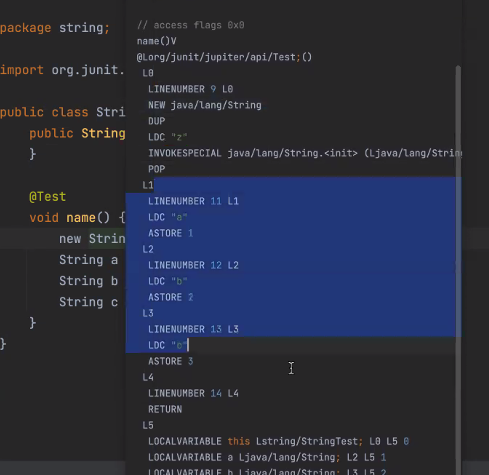 package string;
import org.junit.
public class Stri
public String
}
@Test
void name() {
new Strin
String a
String b
String c
}
}
// access flags 0x0
name()V
@Lorg/junit/jupiter/api/Test;()
L0
LINENUMBER 9 L0
NEW java/lang/String
DUP
LDC "z"
INVOKESPECIAL java/lang/String.<init> (Ljava/lang/Strin
POP
L1
LINENUMBER 11 L1
LDC "a"
ASTORE 1
L2
LINENUMBER 12 L2
LDC "b"
ASTORE 2
L3
LINENUMBER 13 L3
LDC "c"
ASTORE 3
L4
LINENUMBER 14 L4
RETURN
L5
LOCALVARIABLE this Lstring/StringTest; L0 L5 0
LOCALVARIABLE a Ljava/lang/String; L2 L5 1
LOCALVARIABLE b Ljava/lang/String; L3 L5 2